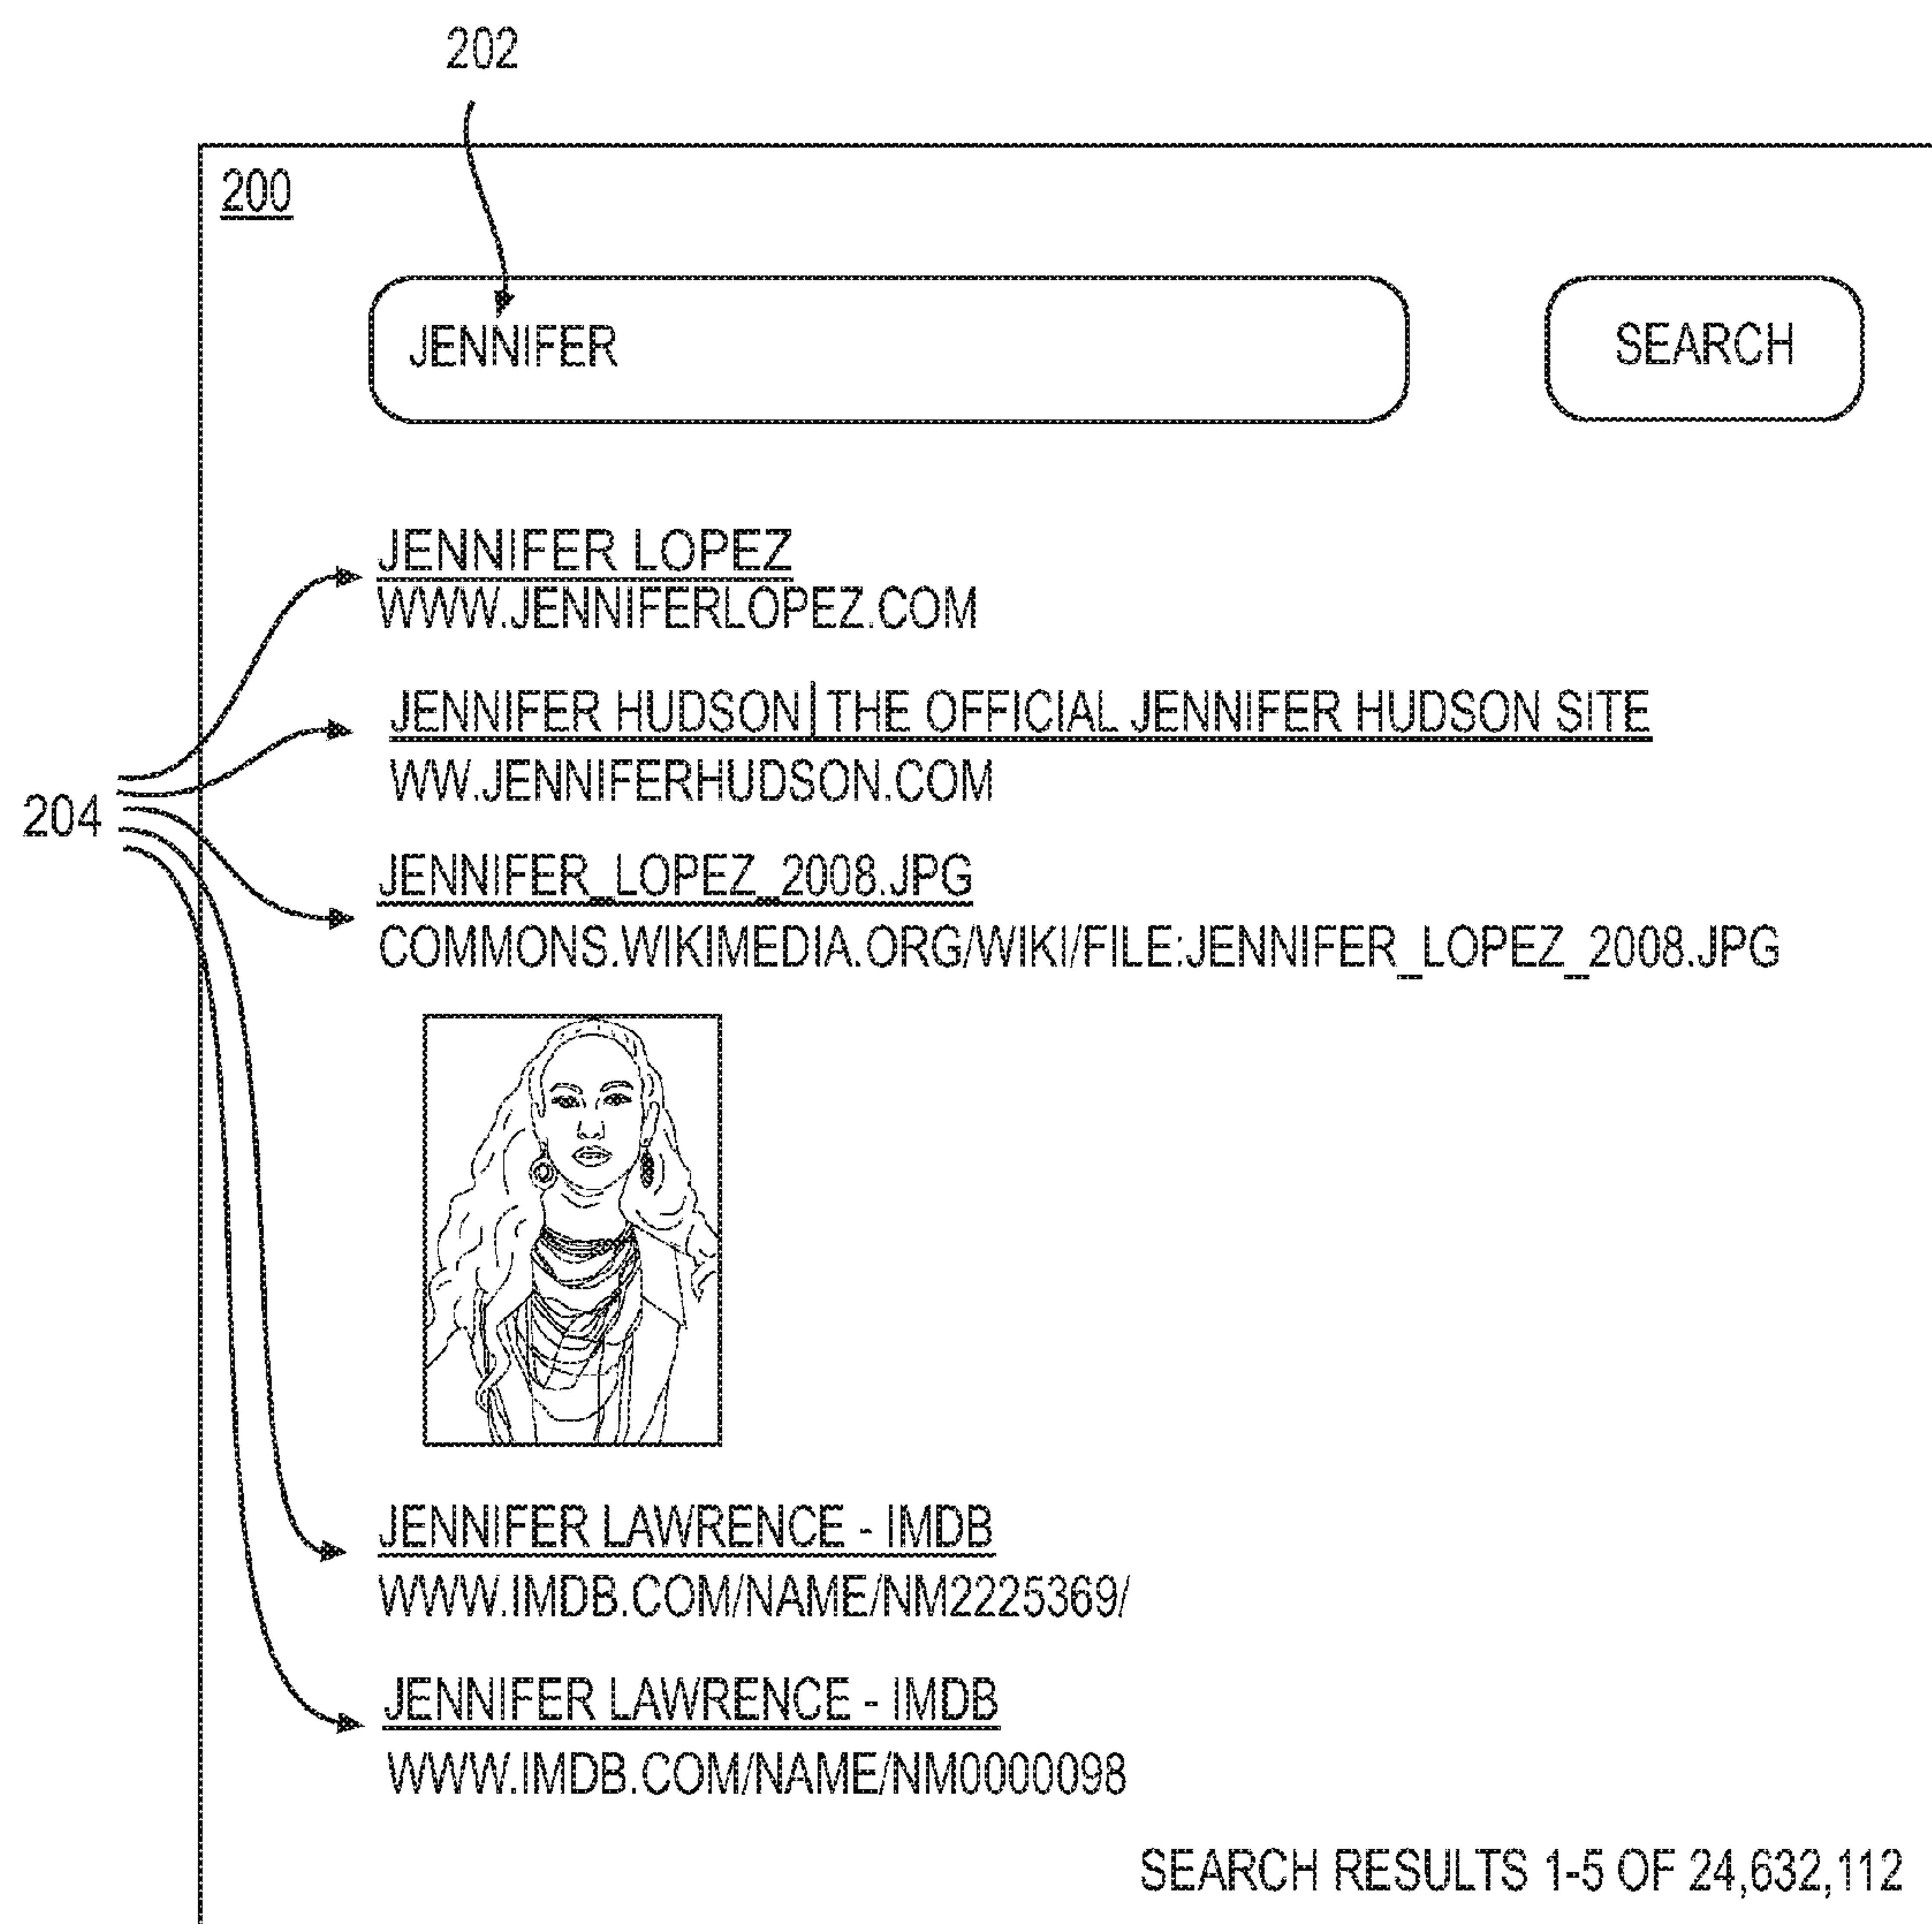 202
200
JENNIFER
SEARCH
JENNIFER LOPEZ
WWW.JENNIFERLOPEZ.COM
JENNIFER HUDSON|THE OFFICIAL JENNIFER HUDSON SITE
WW.JENNIFERHUDSON.COM
204
JENNIFER_LOPEZ_2008.JPG
COMMONS.WIKIMEDIA.ORG/WIKI/FILE:JENNIFER_LOPEZ_2008.JPG
JENNIFER LAWRENCE - IMDB
WWW.IMDB.COM/NAME/NM2225369/
JENNIFER LAWRENCE - IMDB
WWW.IMDB.COM/NAME/NM0000098
SEARCH RESULTS 1-5 OF 24,632,112